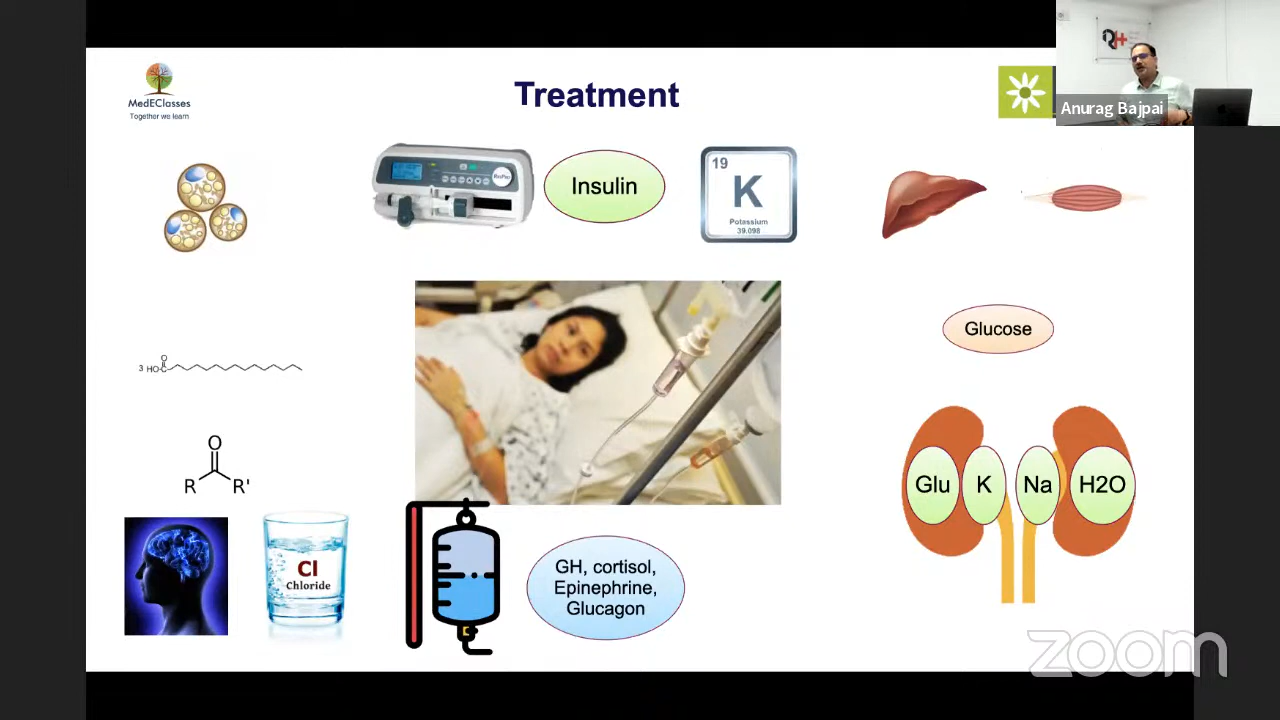 MedEClasses
Together we learn
Treatment
Anurag Bajpai
Insulin
19
K
Potassium
39.098
Glucose
3 HO
C
O
O
R
R'
Glu
K
Na
H2O
Cl
Chloride
GH, cortisol,
Epinephrine,
Glucagon
zoom